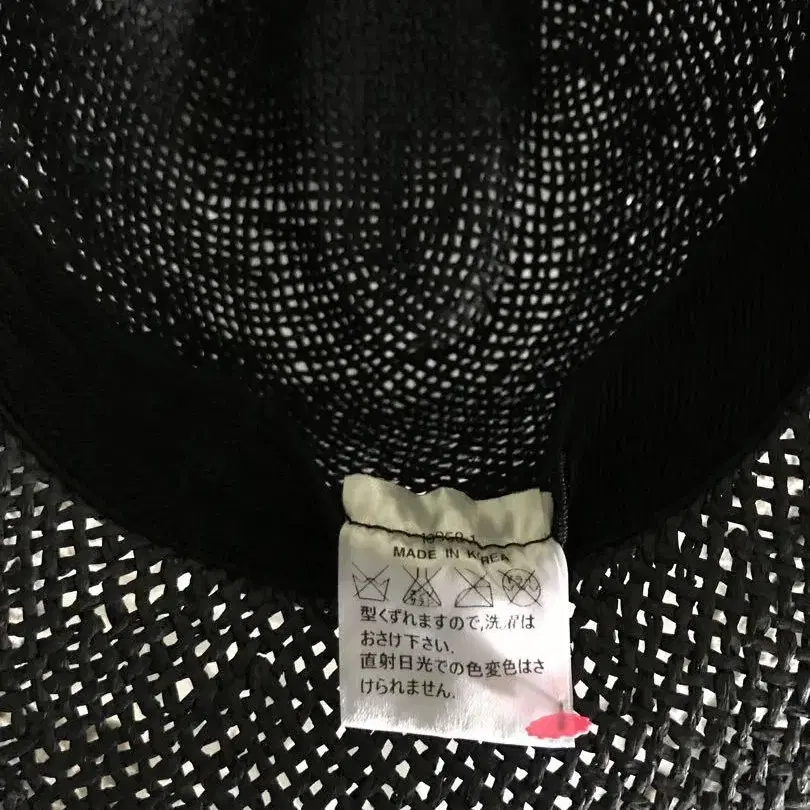 MADE IN KOREA
型くずれますので,洗濯は
おさけ下さい.
直射日光での色変色はさ
けられません.